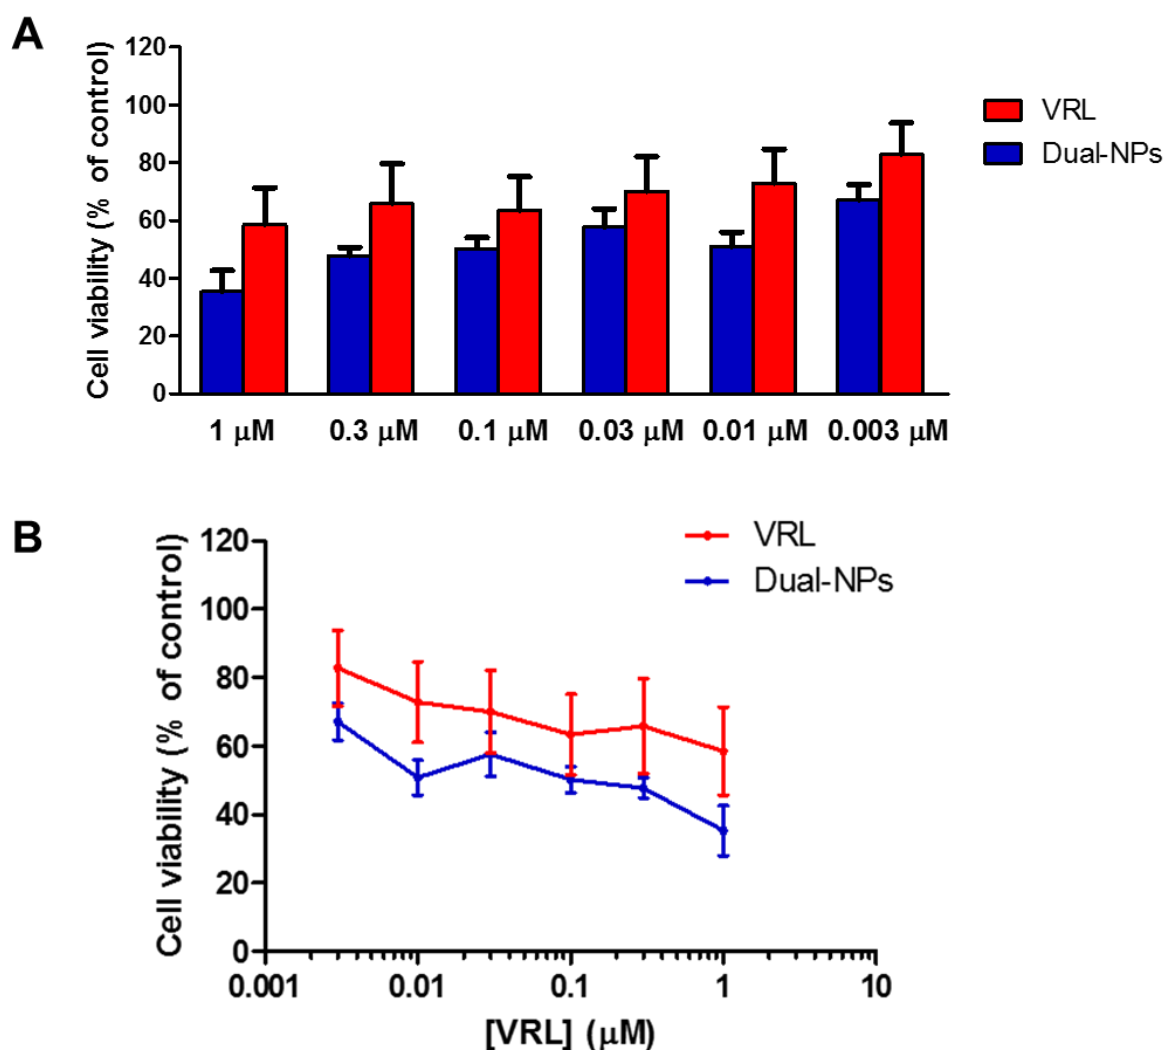 A
Cell viability (% of control)
120
100
80
60
40
20
0
1 μM 0.3 μM 0.1 μM 0.03 μM 0.01 μM 0.003 μM
VRL
Dual-NPs
B
Cell viability (% of control)
120
100
80
60
40
20
0
0.001 0.01 0.1 1 10
[VRL] (μM)
VRL
Dual-NPs